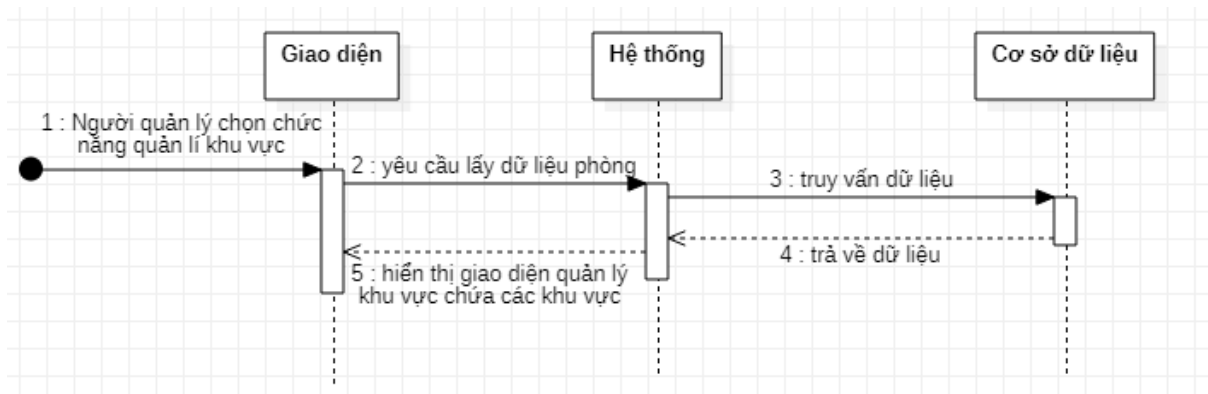 Giao diện
Hệ thống
Cơ sở dữ liệu
1 : Người quản lý chọn chức
năng quản lí khu vực
2 : yêu cầu lấy dữ liệu phòng
3 : truy vấn dữ liệu
4 : trả về dữ liệu
5 : hiển thị giao diện quản lý
khu vực chứa các khu vực